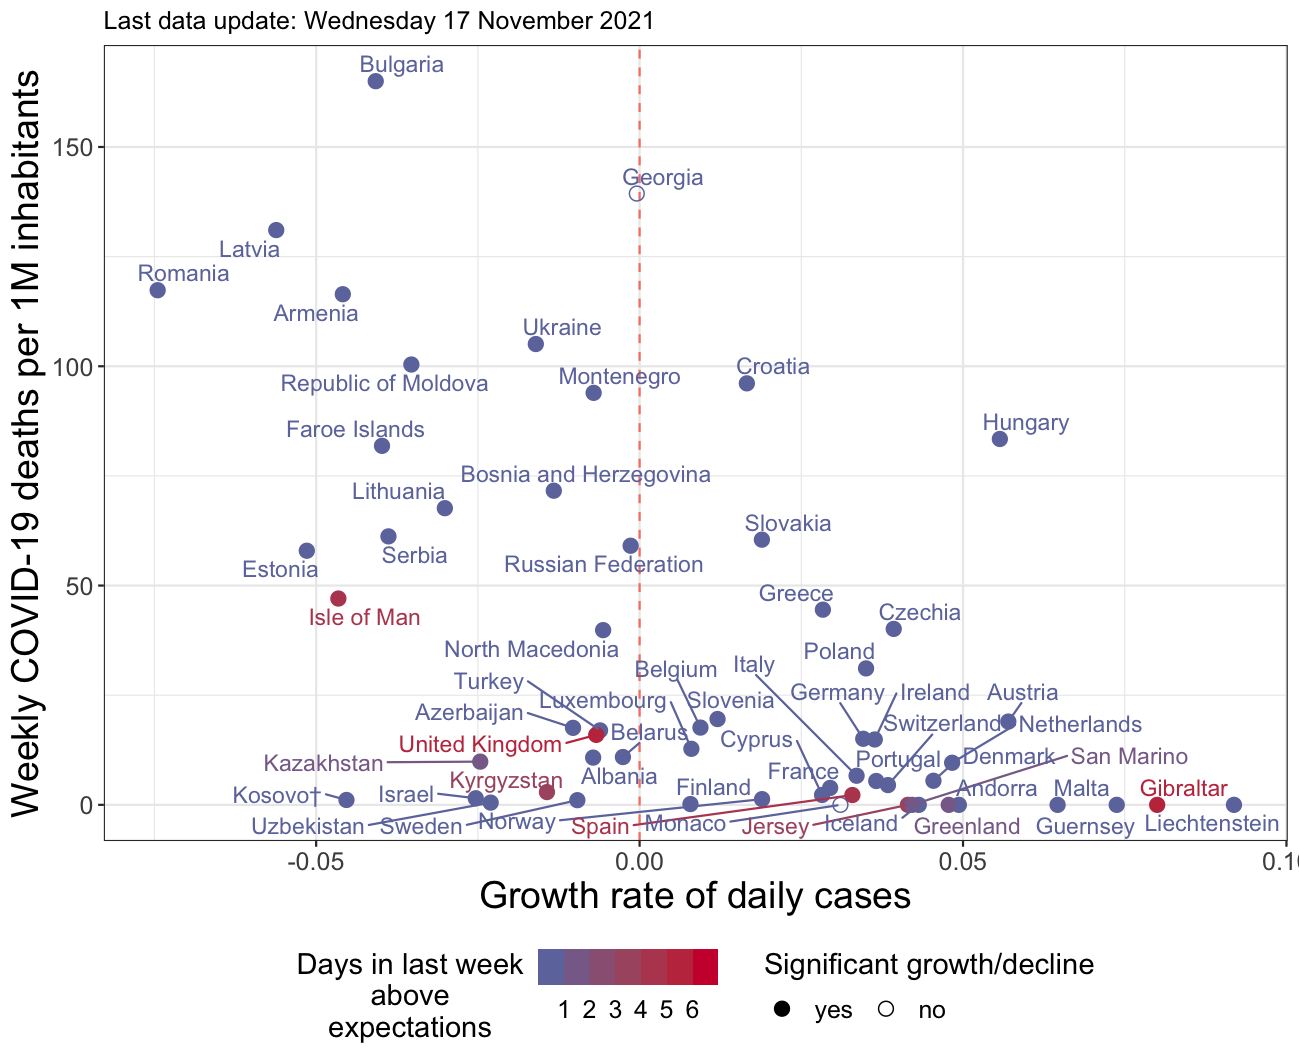 Last data update: Wednesday 17 November 2021
Weekly COVID-19 deaths per 1M inhabitants
150
100
50
0
Bulgaria
Georgia
Latvia
Romania
Armenia
Ukraine
Republic of Moldova
Montenegro
Croatia
Faroe Islands
Hungary
Bosnia and Herzegovina
Lithuania
Slovakia
Serbia
Russian Federation
Estonia
Greece
Isle of Man
Czechia
North Macedonia
Poland
Belgium
Italy
Turkey
Luxembourg
Slovenia
Germany
Ireland
Austria
Azerbaijan
Switzerland
Netherlands
United Kingdom
Belarus
Cyprus
Kazakhstan
Portugal
Denmark
San Marino
Kyrgyzstan
Albania
France
Kosovo†
Israel
Finland
Andorra
Malta
Gibraltar
Uzbekistan
Sweden
Norway
Spain
Monaco
Jersey
Iceland
Greenland
Guernsey
Liechtenstein
-0.05
0.00
0.05
0.10
Growth rate of daily cases
Days in last week
above
expectations
1 2 3 4 5 6
Significant growth/decline
yes
no